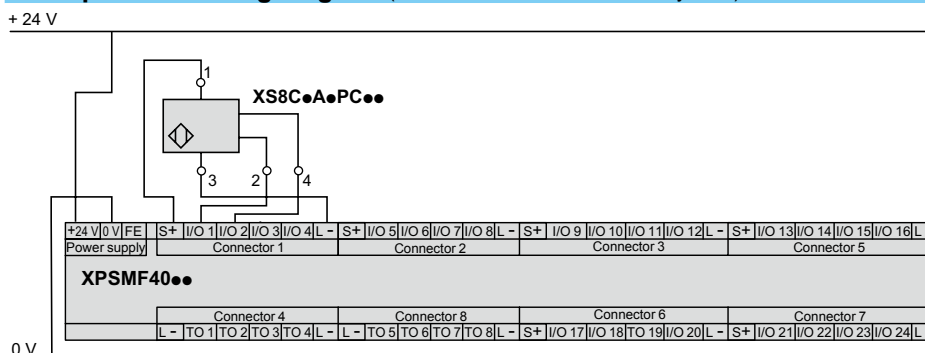 + 24 V
1
XS8C●A●PC●●
3 2 4
+24 V 0 V FE S+ I/O 1 I/O 2 I/O 3 I/O 4 L - S+ I/O 5 I/O 6 I/O 7 I/O 8 L - S+ I/O 9 I/O 10 I/O 11 I/O 12 L - S+ I/O 13 I/O 14 I/O 15 I/O 16 L
Power supply Connector 1 Connector 2 Connector 3 Connector 5
XPSMF40●●
Connector 4 Connector 8 Connector 6 Connector 7
L - TO 1 TO 2 TO 3 TO 4 L - L - TO 5 TO 6 TO 7 TO 8 L - S+ I/O 17 I/O 18 TO 19 I/O 20 L - S+ I/O 21 I/O 22 I/O 23 I/O 24 L
0 V